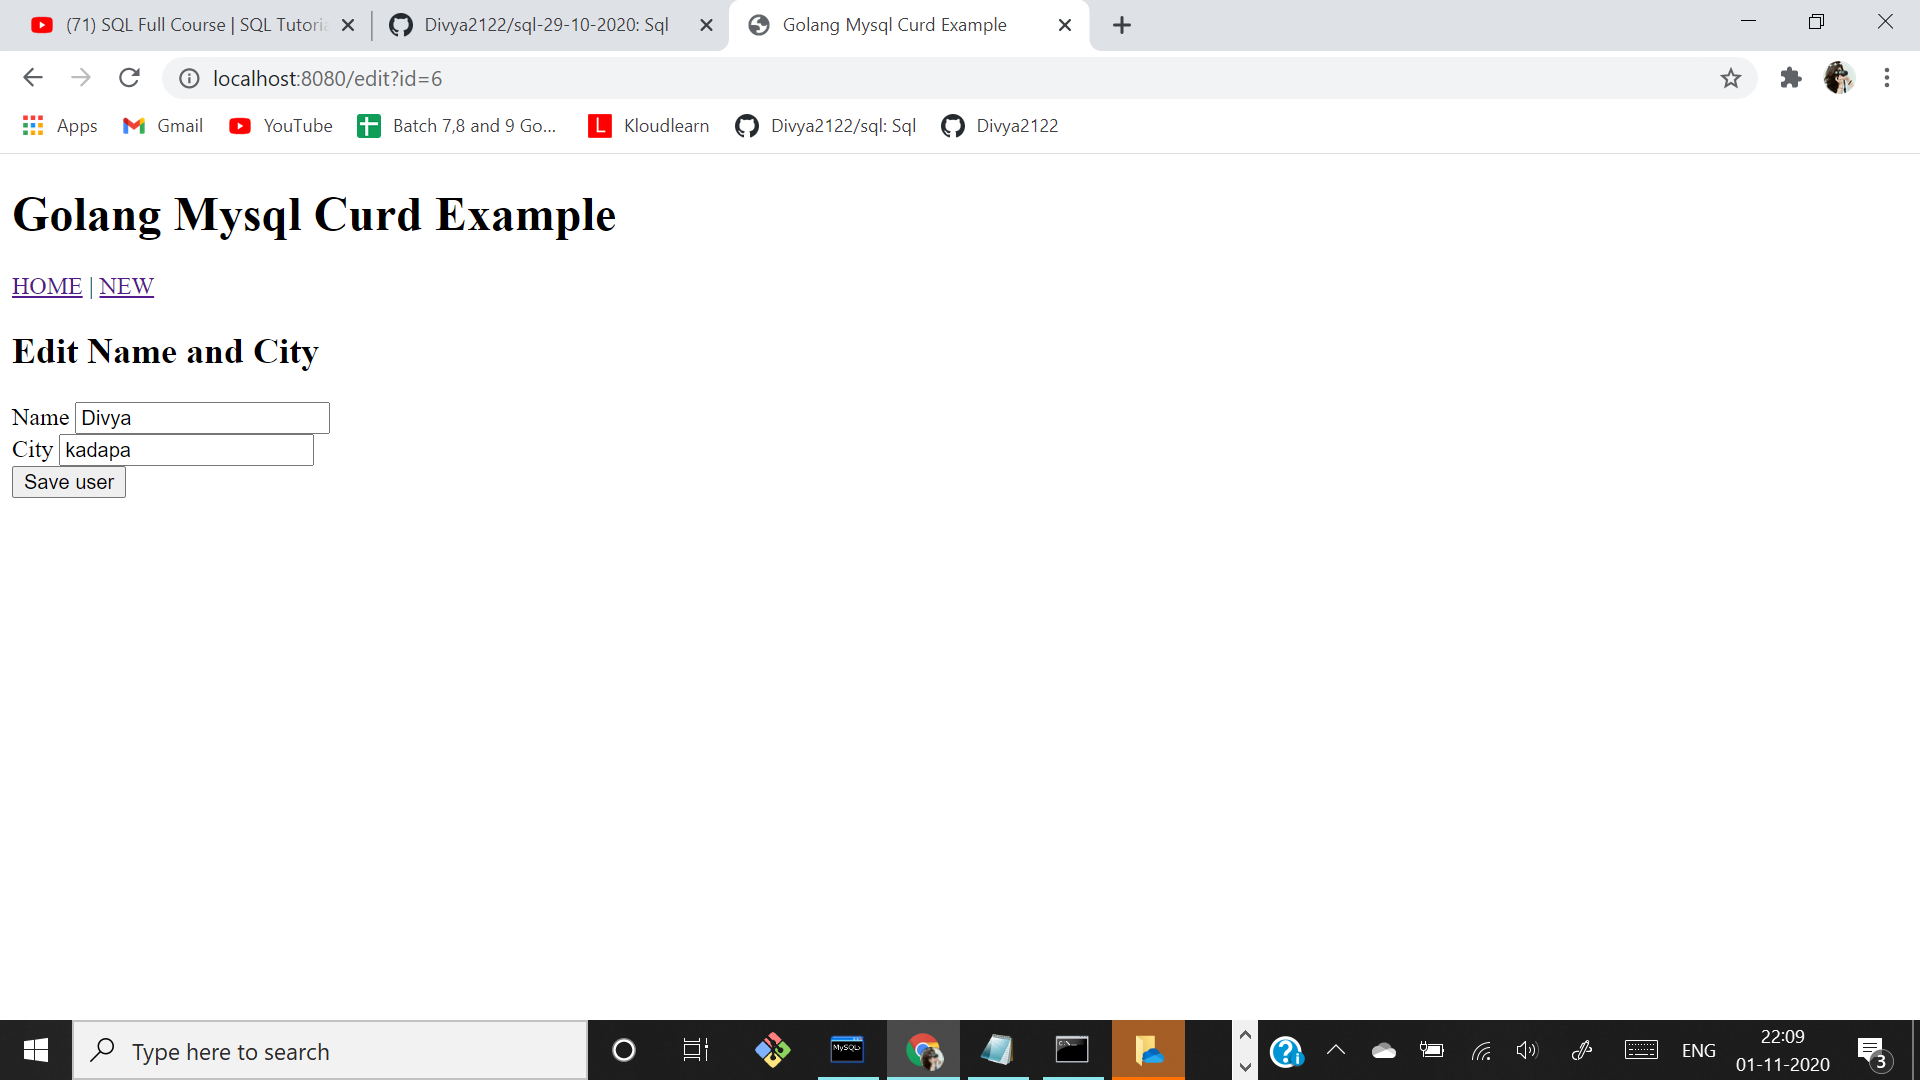 (71) SQL Full Course | SQL Tutoria
Divya2122/sql-29-10-2020: Sql
Golang Mysql Curd Example
localhost:8080/edit?id=6
Apps
Gmail
YouTube
Batch 7,8 and 9 Go...
L
Kloudlearn
Divya2122/sql: Sql
Divya2122
Golang Mysql Curd Example
HOME | NEW
Edit Name and City
Name Divya
City kadapa
Save user
Type here to search
MySQL>
C:\_
ENG
22:09
01-11-2020
3